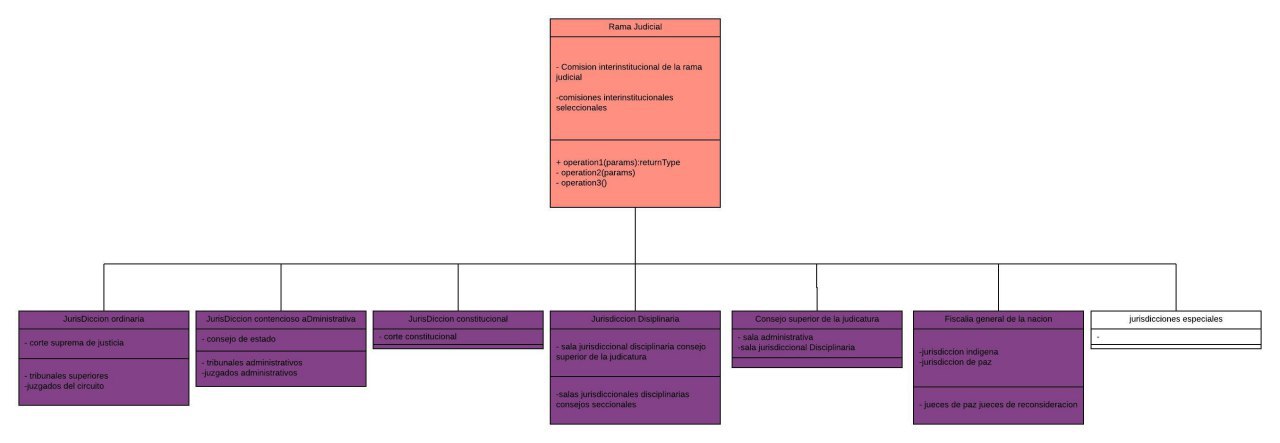 Rama Judicial
- Comision interinstitucional de la rama
judicial
-comisiones interinstitucionales
seleccionales
+ operation1(params):returnType
- operation2(params)
- operation3()
JurisDiccion ordinaria
- corte suprema de justicia
- tribunales superiores
-juzgados del circuito
JurisDiccion contencioso aDministrativa
- consejo de estado
- tribunales administrativos
-juzgados administrativos
JurisDiccion constitucional
- corte constitucional
Jurisdiccion Disiplinaria
- sala jurisdiccional disciplinaria consejo
superior de la judicatura
-salas jurisdiccionales disciplinarias
consejos seccionales
Consejo superior de la judicatura
- sala administrativa
-sala jurisdiccional Disciplinaria
Fiscalia general de la nacion
-jurisdiccion indigena
-jurisdiccion de paz
- jueces de paz jueces de reconsideracion
jurisdicciones especiales
-